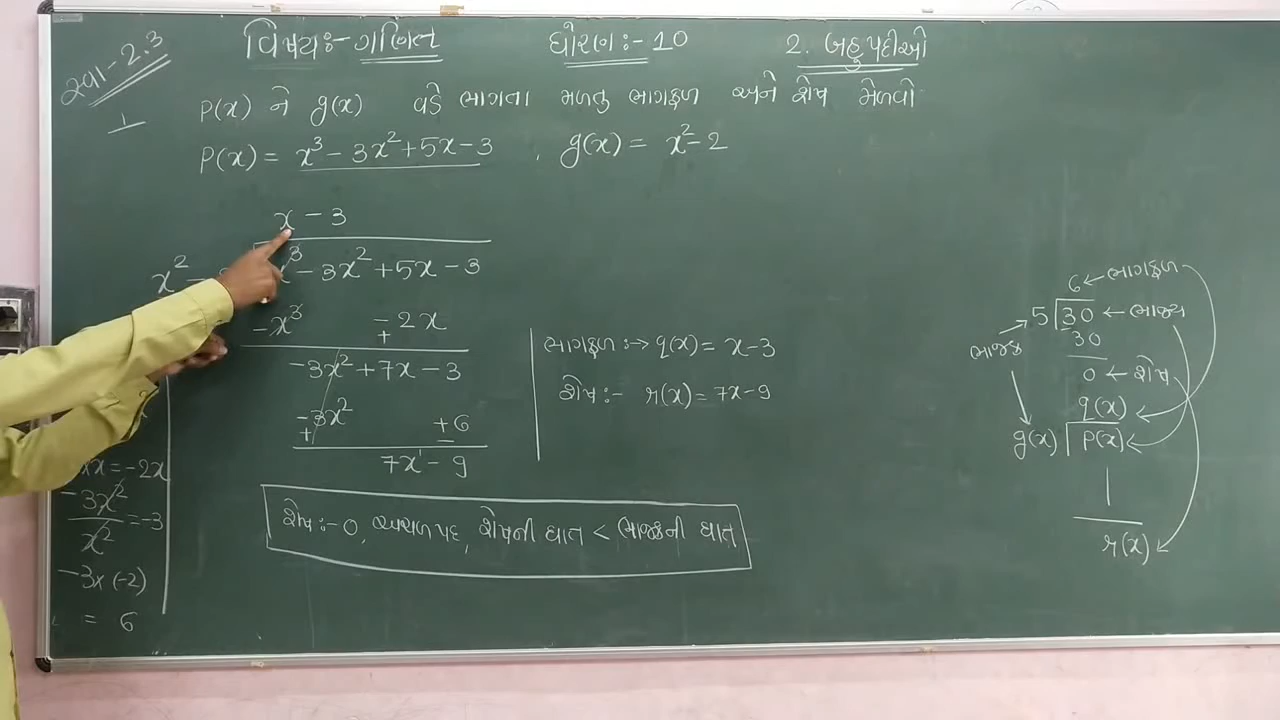 સ્વા-2.3
વિષય:- ગણિત ધોરણ:- 10 2. બહુપદીઓ
1
P(x) ને g(x) વડે ભાગતા મળતુ ભાગફળ અને શેષ મેળવો
P(x) = x³ - 3x² + 5x - 3 , g(x) = x² - 2
x - 3
x² - x³ - 3x² + 5x - 3
- x³ - 2x
+
- 3x² + 7x - 3
- 3x² + 6
+ -
7x - 9
x = -2x
-3x²/x² = -3
-3x (-2)
= 6
ભાગફળ :→ q(x) = x - 3
શેષ:- r(x) = 7x - 9
શેષ:- 0, અચળ પદ, શેષની ઘાત < ભાજકની ઘાત
6 ← ભાગફળ
5 30 ← ભાજ્ય
ભાજક
30
0 ← શેષ
q(x)
g(x) P(x)
r(x)